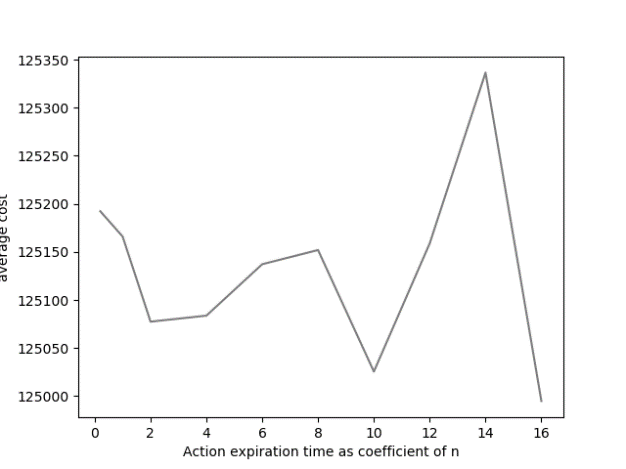 125350
125300
125250
125200
125150
125100
125050
125000
average cost
0 2 4 6 8 10 12 14 16
Action expiration time as coefficient of n